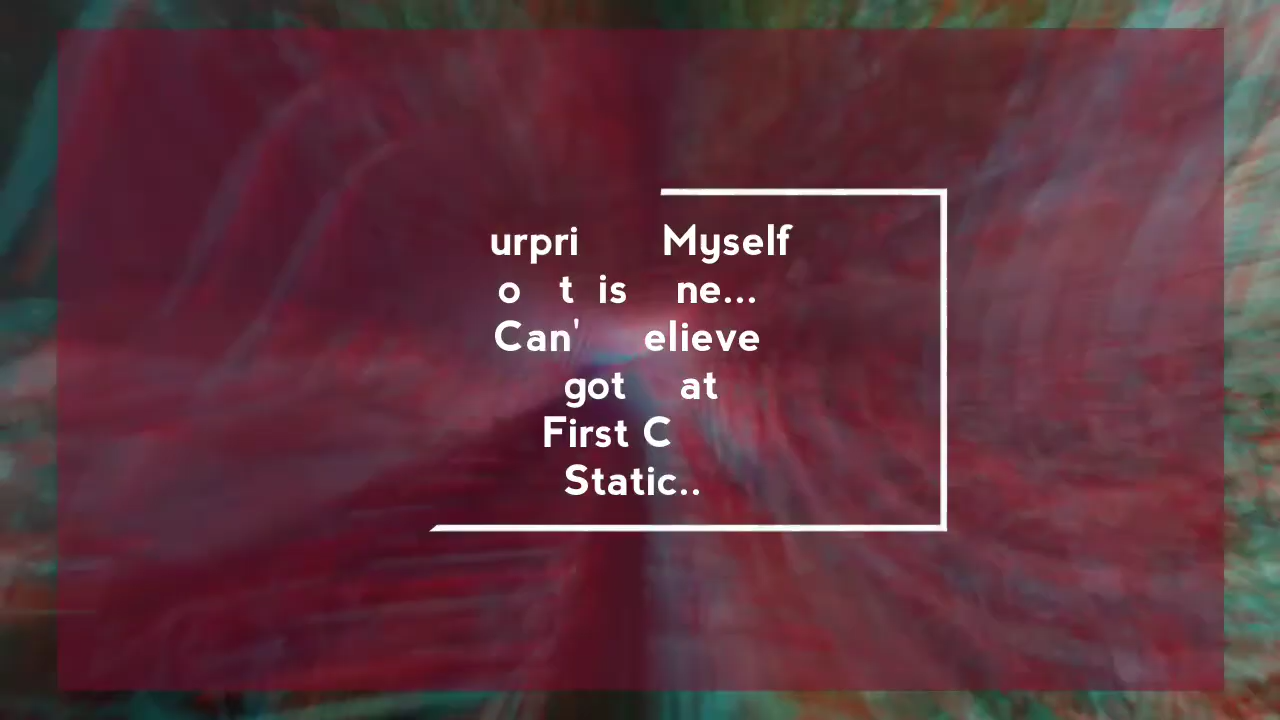 urpri Myself
o t is ne...
Can' elieve
got at
First C
Static..